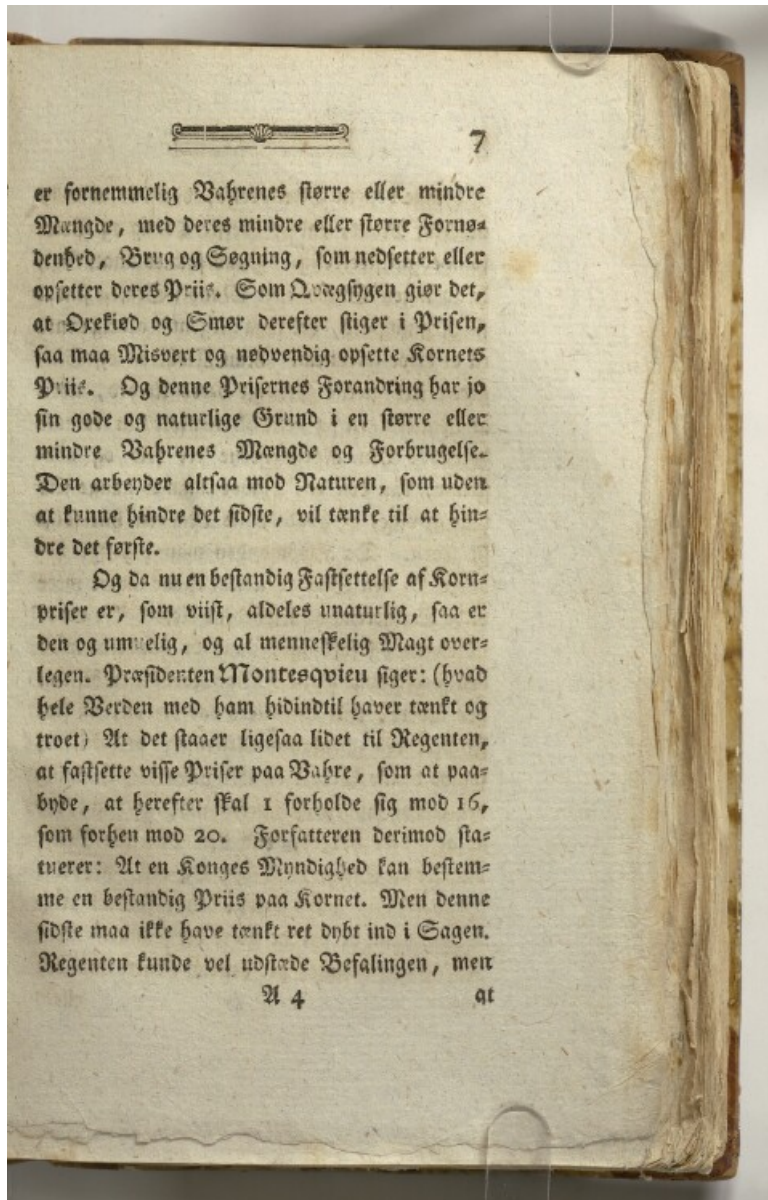 7
er fornemmelig Vahrenes større eller mindre
Mængde, med deres mindre eller større Fornø-
denhed, Brug og Søgning, som nedsetter eller
opsetter deres Priis. Som Qvægsygen giør det,
at Oxekiød og Smør derefter stiger i Prisen,
saa maa Misvext og nødvendig opsette Kornets
Priis. Og denne Prisernes Forandring har jo
sin gode og naturlige Grund i en større eller
mindre Vahrenes Mængde og Forbrugelse.
Den arbeyder altsaa mod Naturen, som uden
at kunne hindre det sidste, vil tænke til at hin-
dre det første.
Og da nu en bestandig Fastsettelse af Korn-
priser er, som viist, aldeles unaturlig, saa er
den og umuelig, og al menneskelig Magt over-
legen. Præsidenten Montesqvieu siger: (hvad
hele Verden med ham hidindtil haver tænkt og
troet) At det staaer ligesaa lidet til Regenten,
at fastsette visse Priser paa Vahre, som at paa-
byde, at herefter skal 1 forholde sig mod 16,
som forhen mod 20. Forfatteren derimod sta-
tuerer: At en Konges Myndighed kan bestem-
me en bestandig Priis paa Kornet. Men denne
sidste maa ikke have tænkt ret dybt ind i Sagen.
Regenten kunde vel udstæde Befalingen, men
A 4 at